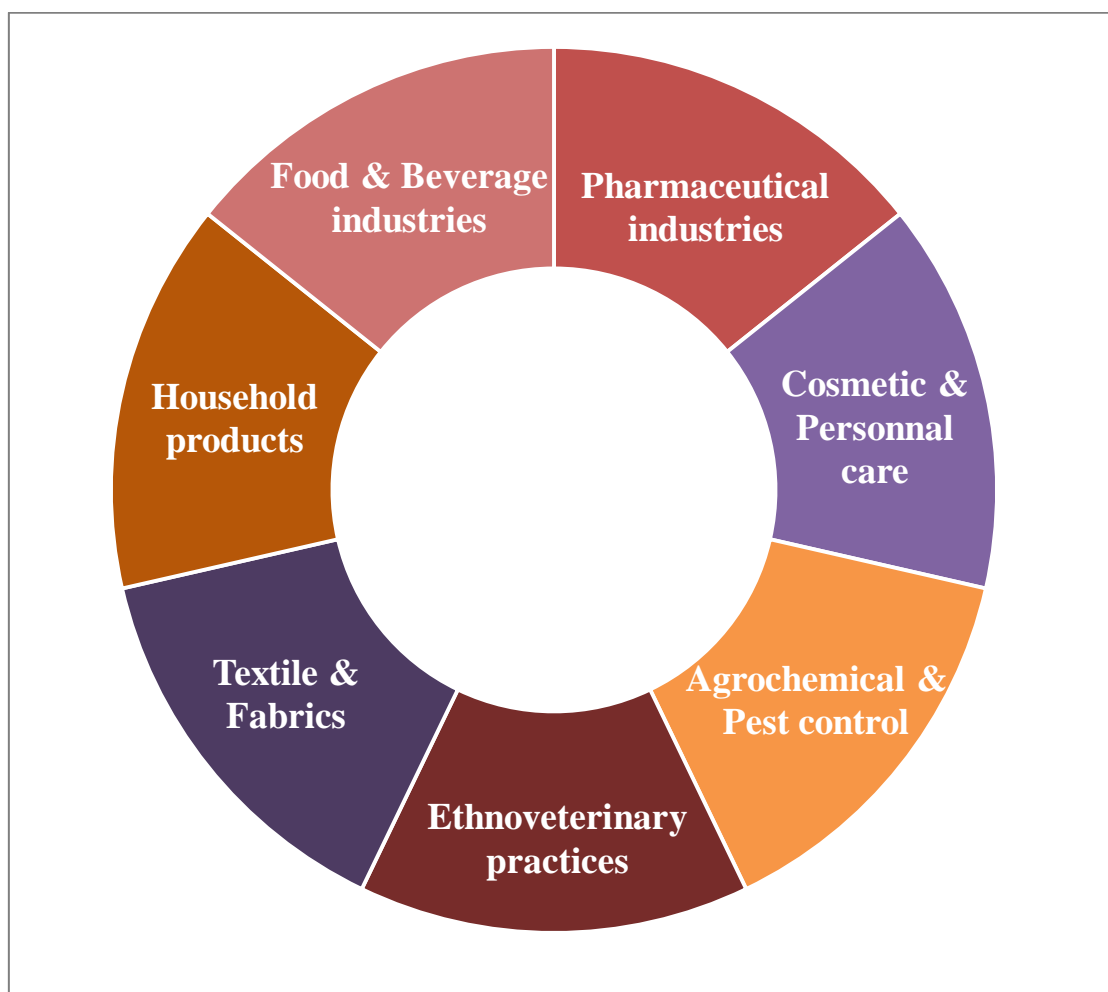 Food & Beverage
industries
Pharmaceutical
industries
Cosmetic &
Personnal
care
Agrochemical &
Pest control
Ethnoveterinary
practices
Textile &
Fabrics
Household
products